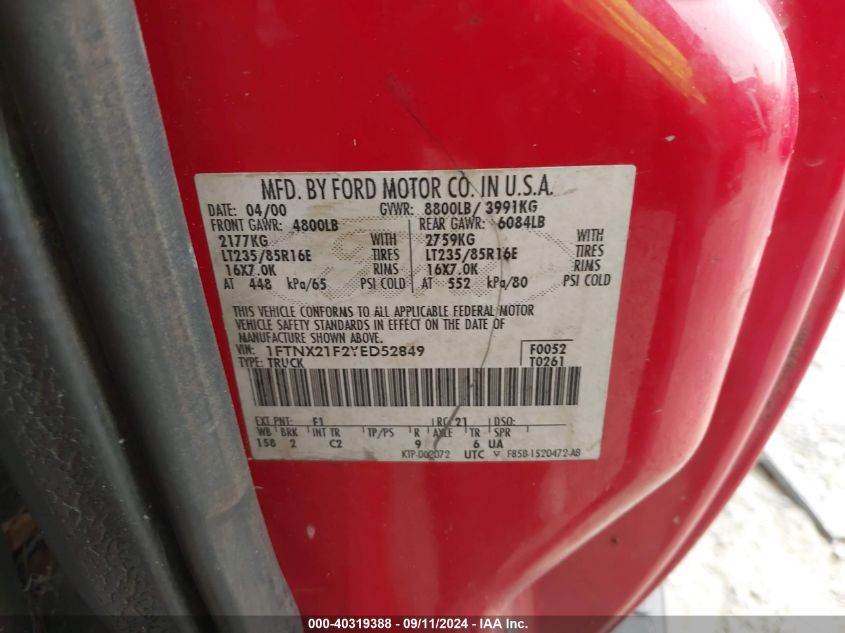 MFD. BY FORD MOTOR CO. IN U.S.A.
DATE: 04/00 GVWR: 8800LB/ 3991KG
FRONT GAWR: 4800LB REAR GAWR: 6084LB
2177KG WITH 2759KG WITH
LT235/85R16E TIRES LT235/85R16E TIRES
16X7.0K RIMS 16X7.0K RIMS
AT 448 kPa/65 PSI COLD AT 552 kPa/80 PSI COLD
THIS VEHICLE CONFORMS TO ALL APPLICABLE FEDERAL MOTOR
VEHICLE SAFETY STANDARDS IN EFFECT ON THE DATE OF
MANUFACTURE SHOWN ABOVE.
VIN: 1FTNX21F2YED52849 F0052
TYPE: TRUCK T0261
EXT PNT: F1 RC: 21 DSO:
WB BRK INT TR TP/PS R AXLE TR SPR
158 2 C2 9 6 UA
KTP-002072 UTC F85B-1520472-AB
000-40319388 - 09/11/2024 - IAA Inc.